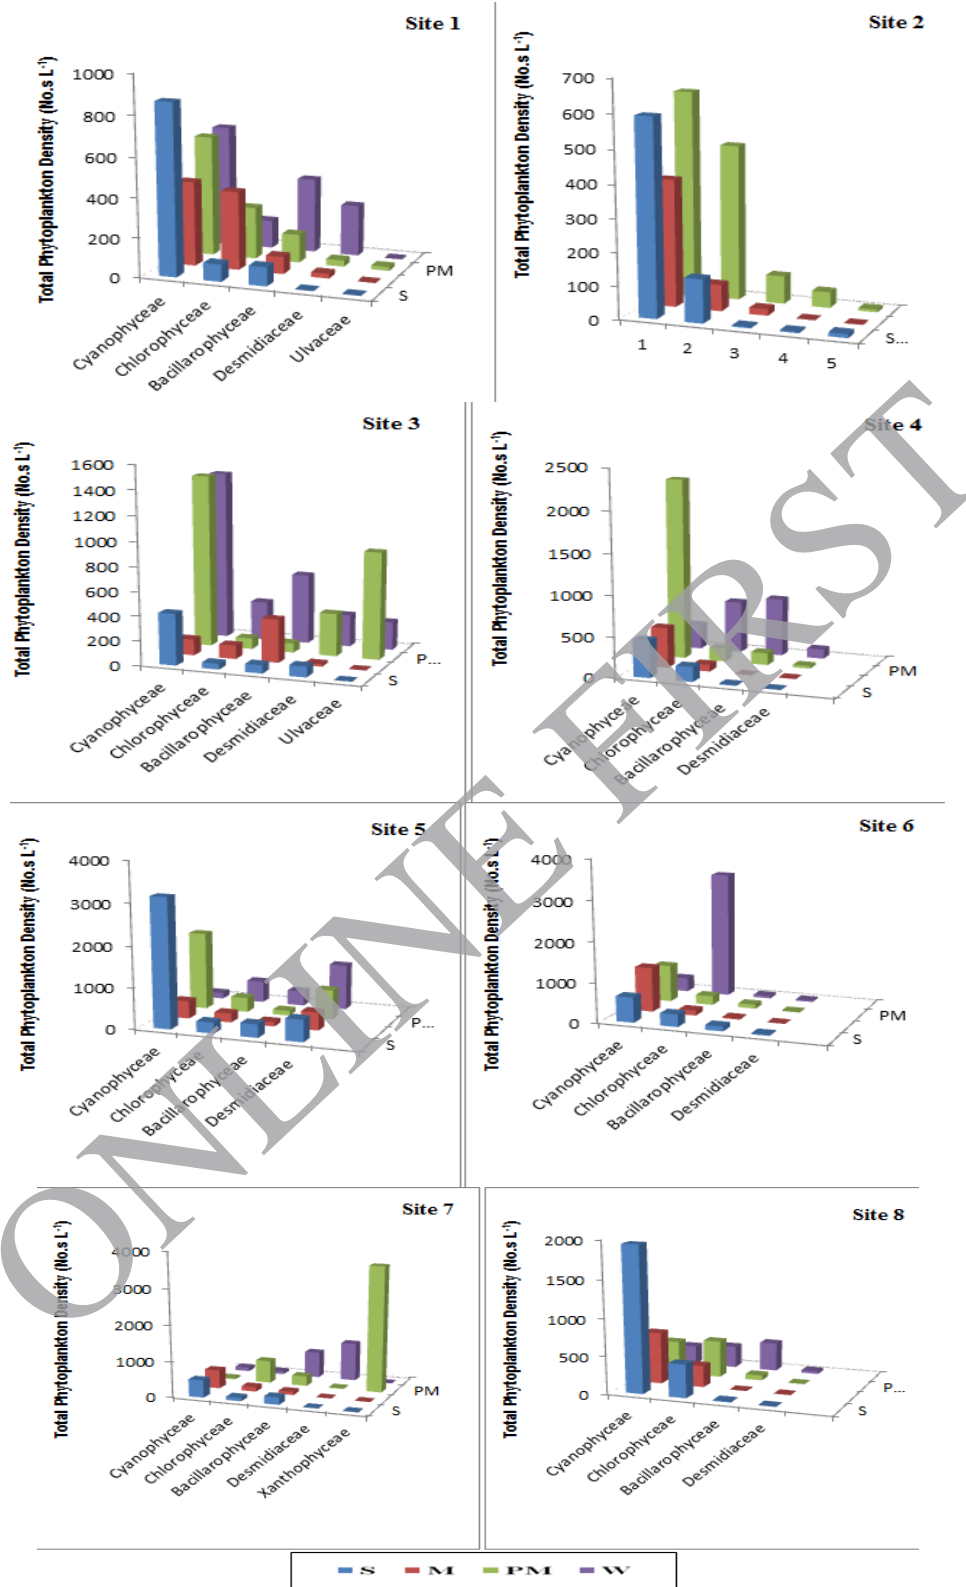 Site 1
Total Phytoplankton Density (No.s L-1)
1000
800
600
400
200
0
Cyanophyceae
Chlorophyceae
Bacillarophyceae
Desmidiaceae
Ulvaceae
S
PM
Site 2
Total Phytoplankton Density (No.s L-1)
700
600
500
400
300
200
100
0
1
2
3
4
5
S...
Site 3
Total Phytoplankton Density (No.s L-1)
1600
1400
1200
1000
800
600
400
200
0
Cyanophyceae
Chlorophyceae
Bacillarophyceae
Desmidiaceae
Ulvaceae
S
P...
Site 4
Total Phytoplankton Density (No.s L-1)
2500
2000
1500
1000
500
0
Cyanophyceae
Chlorophyceae
Bacillarophyceae
Desmidiaceae
S
PM
Site 5
Total Phytoplankton Density (No.s L-1)
4000
3000
2000
1000
0
Cyanophyceae
Chlorophyceae
Bacillarophyceae
Desmidiaceae
S
P...
Site 6
Total Phytoplankton Density (No.s L-1)
4000
3000
2000
1000
0
Cyanophyceae
Chlorophyceae
Bacillarophyceae
Desmidiaceae
S
PM
Site 7
Total Phytoplankton Density (No.s L-1)
4000
3000
2000
1000
0
Cyanophyceae
Chlorophyceae
Bacillarophyceae
Desmidiaceae
Xanthophyceae
S
PM
Site 8
Total Phytoplankton Density (No.s L-1)
2000
1500
1000
500
0
Cyanophyceae
Chlorophyceae
Bacillarophyceae
Desmidiaceae
S
P...
S M PM W
ONLINE FIRST